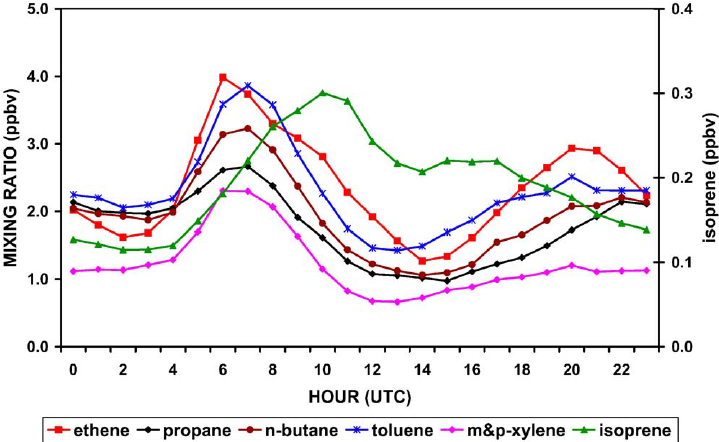 5.0
4.0
3.0
2.0
1.0
0.0
MIXING RATIO (ppbv)
0.4
0.3
0.2
0.1
0.0
isoprene (ppbv)
0 2 4 6 8 10 12 14 16 18 20 22
HOUR (UTC)
ethene propane n-butane toluene m&p-xylene isoprene